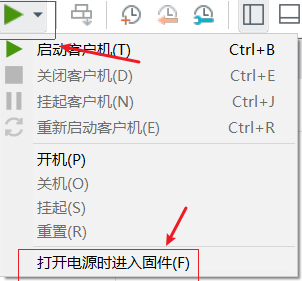 启动客户机(T) Ctrl+B
关闭客户机(D) Ctrl+E
挂起客户机(N) Ctrl+J
重新启动客户机(E) Ctrl+R
开机(P)
关机(O)
挂起(S)
重置(R)
打开电源时进入固件(F)